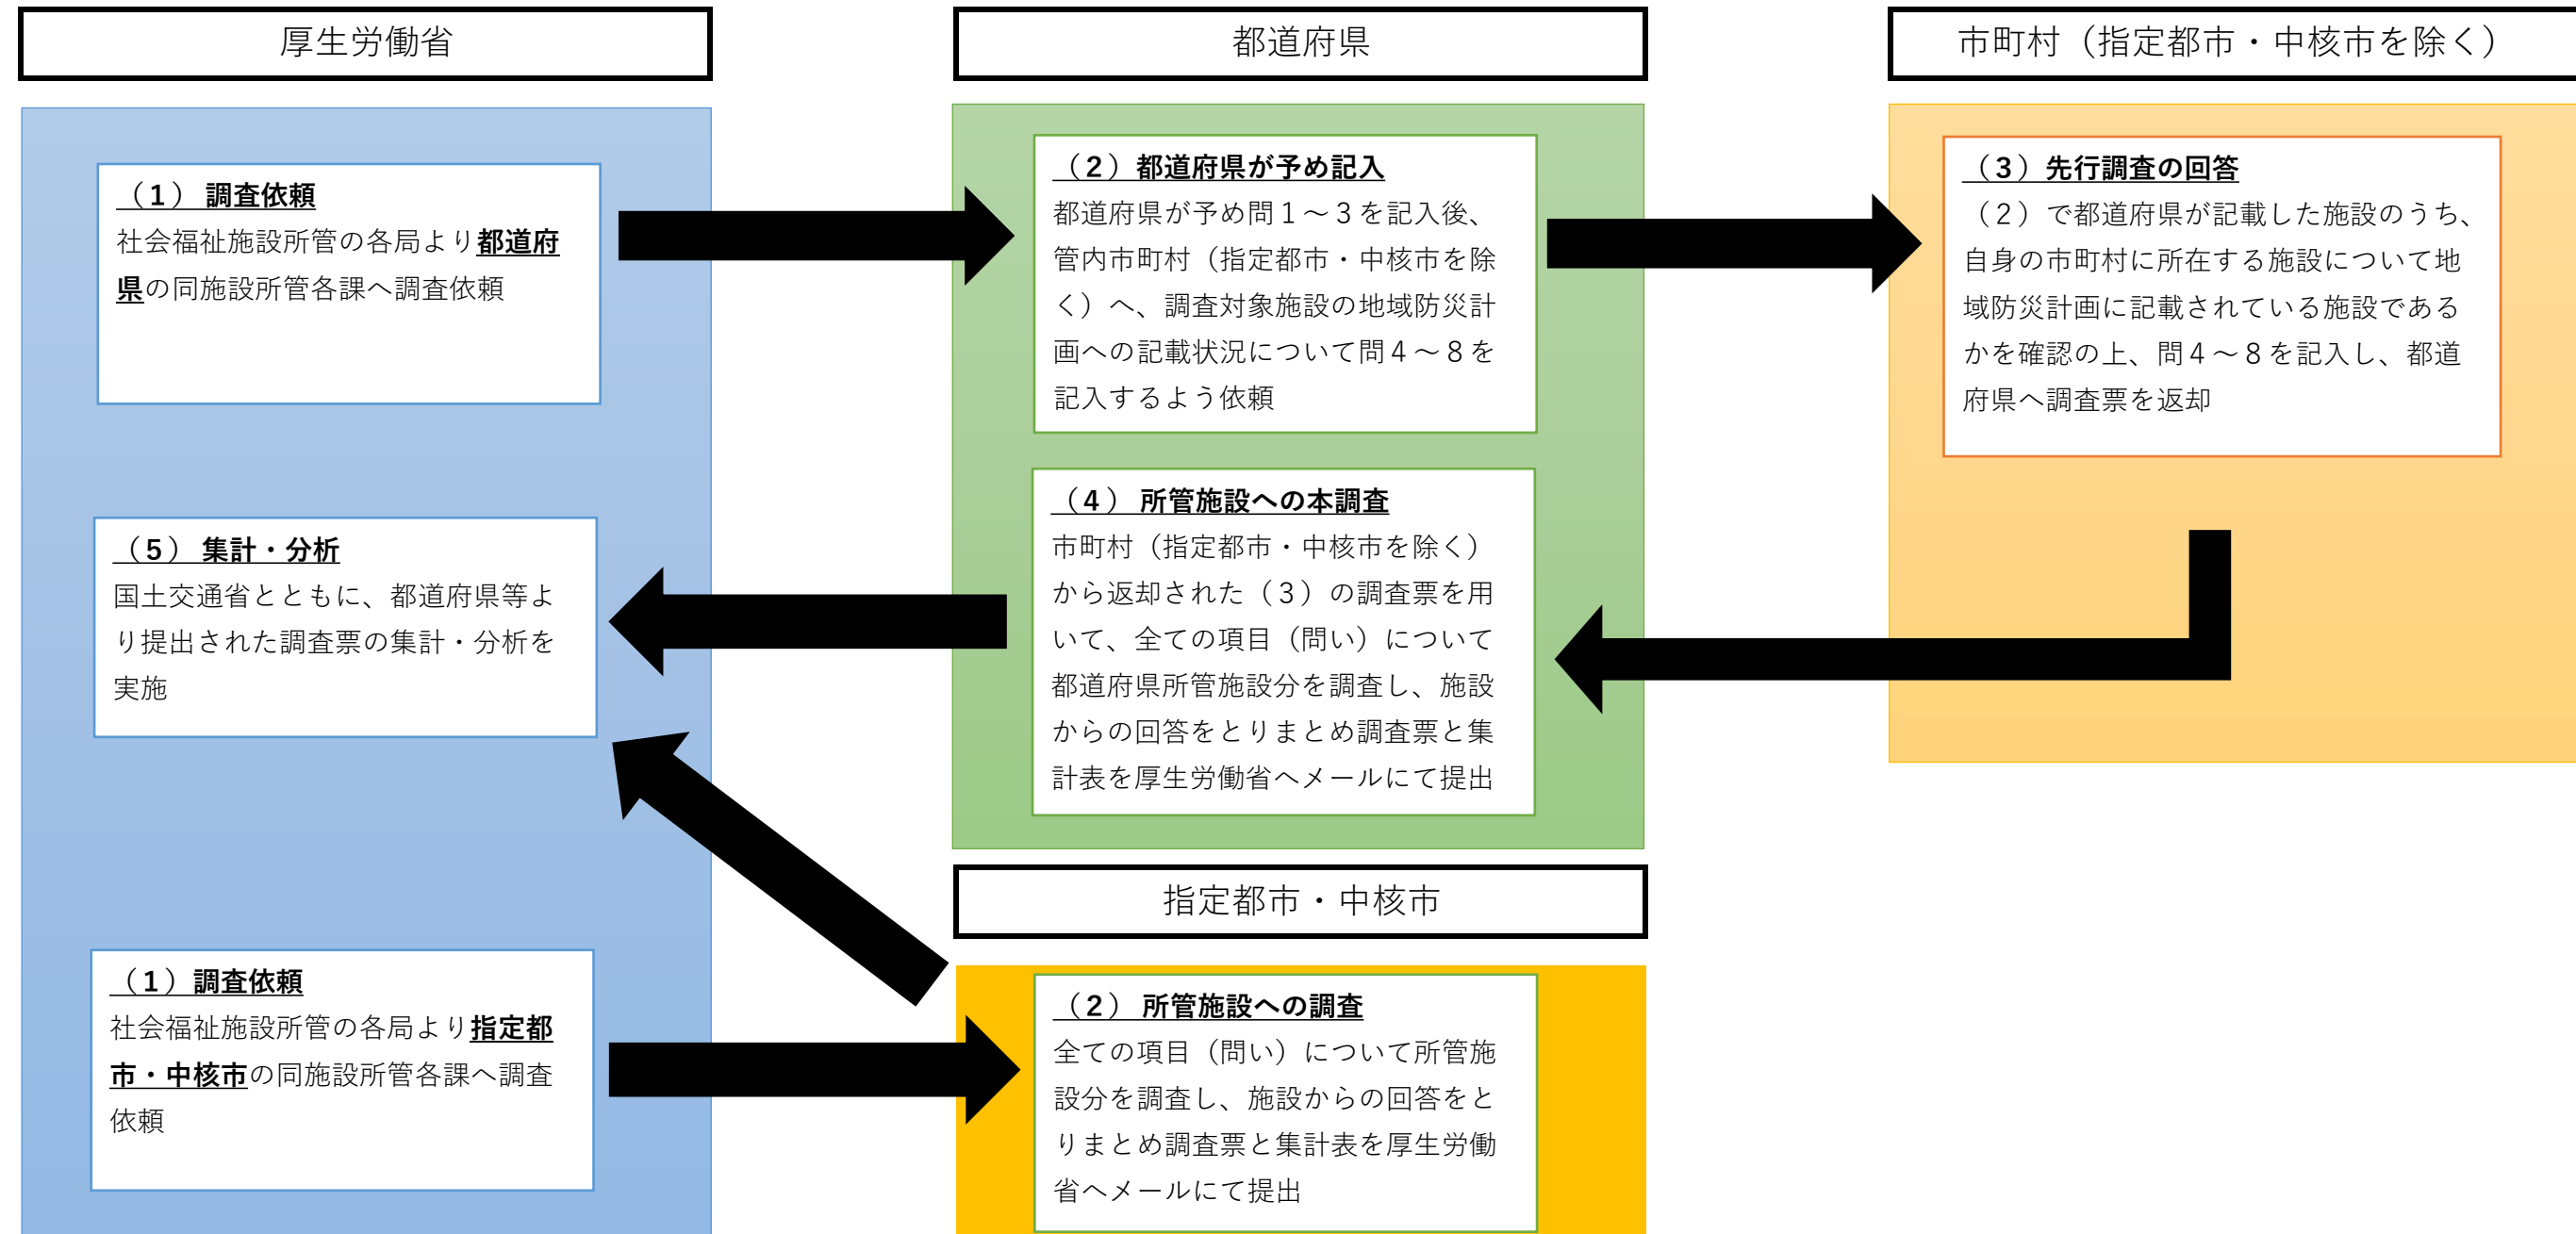 厚生労働省
（１） 調査依頼
社会福祉施設所管の各局より都道府
県の同施設所管各課へ調査依頼
（５） 集計・分析
国土交通省とともに、都道府県等よ
り提出された調査票の集計・分析を
実施
（１）調査依頼
社会福祉施設所管の各局より指定都
市・中核市の同施設所管各課へ調査
依頼
都道府県
（２）都道府県が予め記入
都道府県が予め問１～３を記入後、
管内市町村（指定都市・中核市を除
く）へ、調査対象施設の地域防災計
画への記載状況について問４～８を
記入するよう依頼
（４） 所管施設への本調査
市町村（指定都市・中核市を除く）
から返却された（３）の調査票を用
いて、全ての項目（問い）について
都道府県所管施設分を調査し、施設
からの回答をとりまとめ調査票と集
計表を厚生労働省へメールにて提出
指定都市・中核市
（２） 所管施設への調査
全ての項目（問い）について所管施
設分を調査し、施設からの回答をと
りまとめ調査票と集計表を厚生労働
省へメールにて提出
市町村（指定都市・中核市を除く）
（３）先行調査の回答
（２）で都道府県が記載した施設のうち、
自身の市町村に所在する施設について地
域防災計画に記載されている施設である
かを確認の上、問４～８を記入し、都道
府県へ調査票を返却